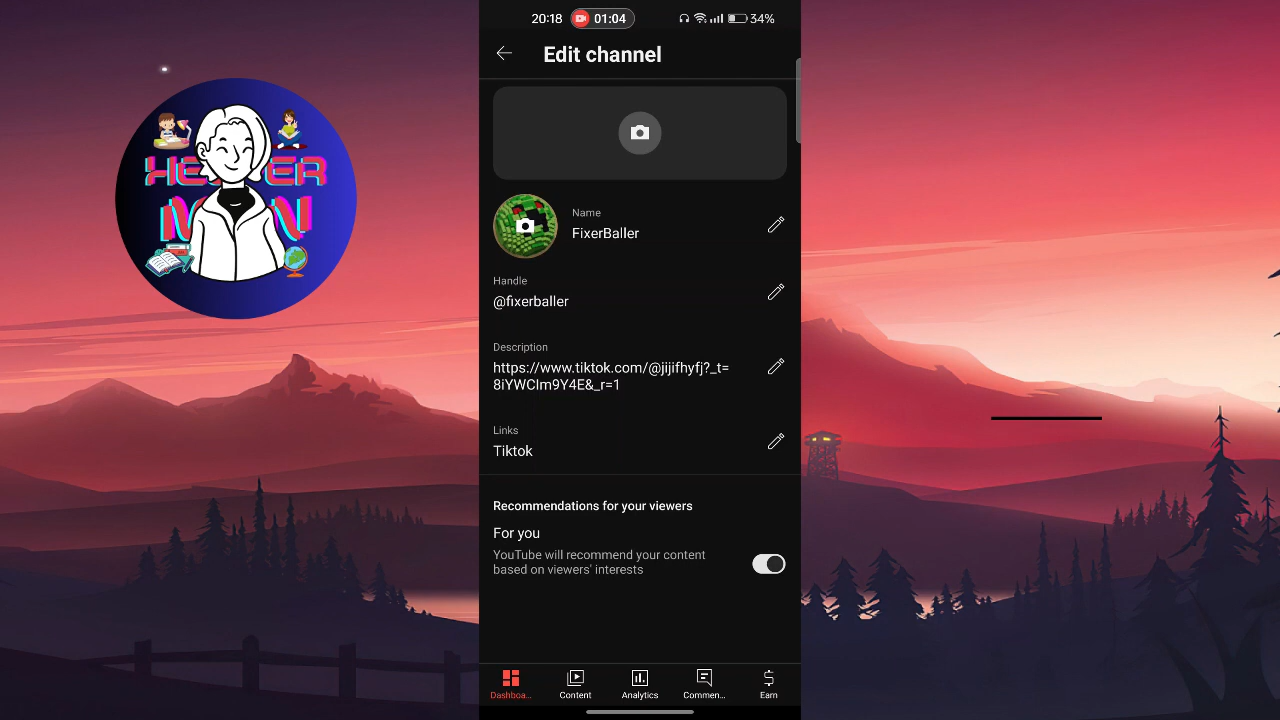 20:18
01:04
34%
Edit channel
Name
FixerBaller
Handle
@fixerballer
Description
https://www.tiktok.com/@jijifhyfj?_t=
8iYWClm9Y4E&_r=1
Links
Tiktok
Recommendations for your viewers
For you
YouTube will recommend your content
based on viewers' interests
Dashboa...
Content
Analytics
Commen...
Earn